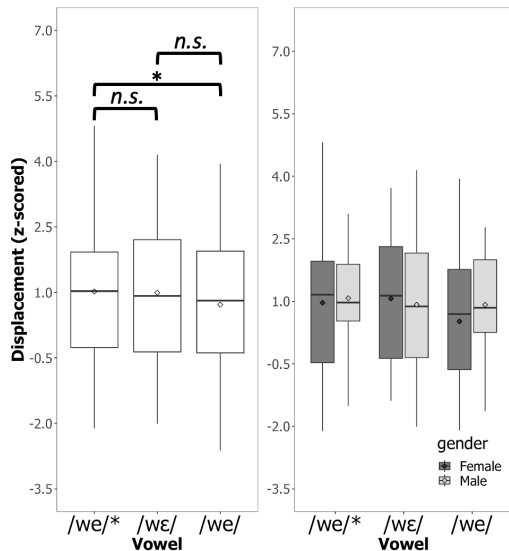 Displacement (z-scored)
7.0
5.5
4.0
2.5
1.0
-0.5
-2.0
-3.5
n.s.
*
n.s.
/we/* /wɛ/ /we/
Vowel
7.0
5.5
4.0
2.5
1.0
-0.5
-2.0
-3.5
gender
Female
Male
/we/* /wɛ/ /we/
Vowel